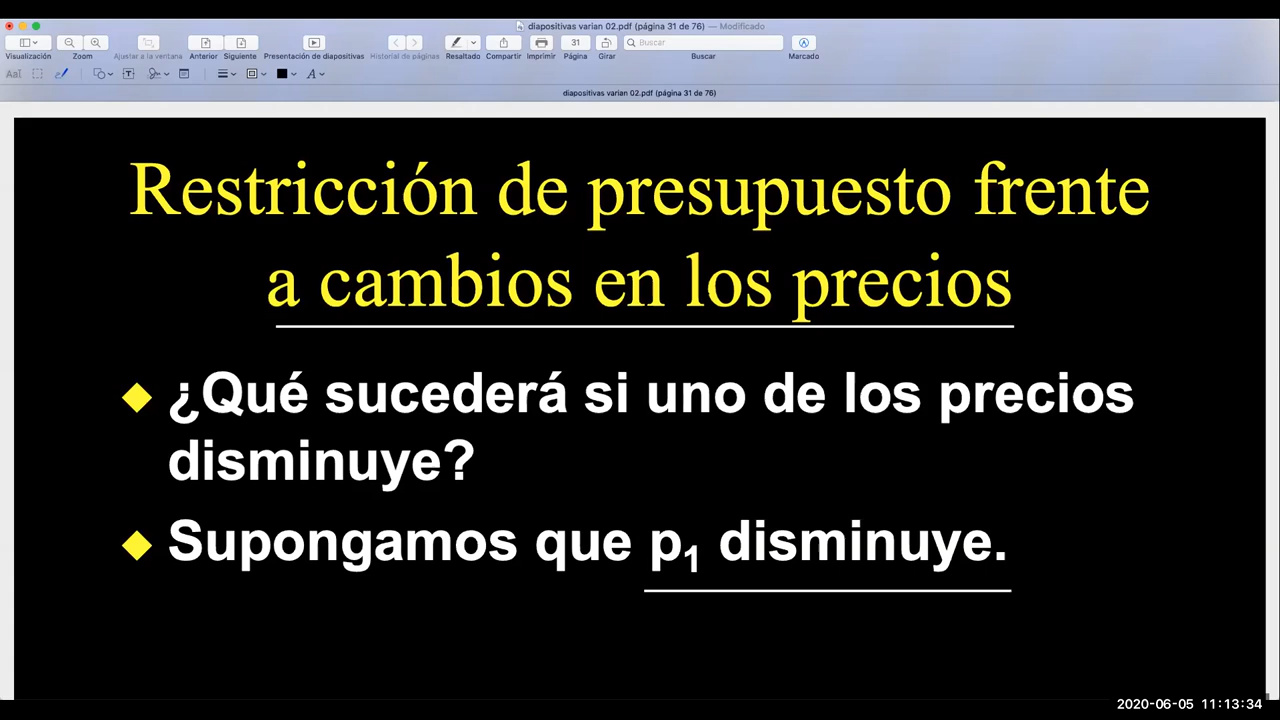 diapositivas varian 02.pdf (página 31 de 76) — Modificado
31
Buscar
Visualización Zoom Ajustar a la ventana Anterior Siguiente Presentación de diapositivas Historial de páginas Resaltado Compartir Imprimir Página Girar Buscar Marcado
diapositivas varian 02.pdf (página 31 de 76)
Restricción de presupuesto frente
a cambios en los precios
¿Qué sucederá si uno de los precios
disminuye?
Supongamos que p₁ disminuye.
2020-06-05 11:13:34